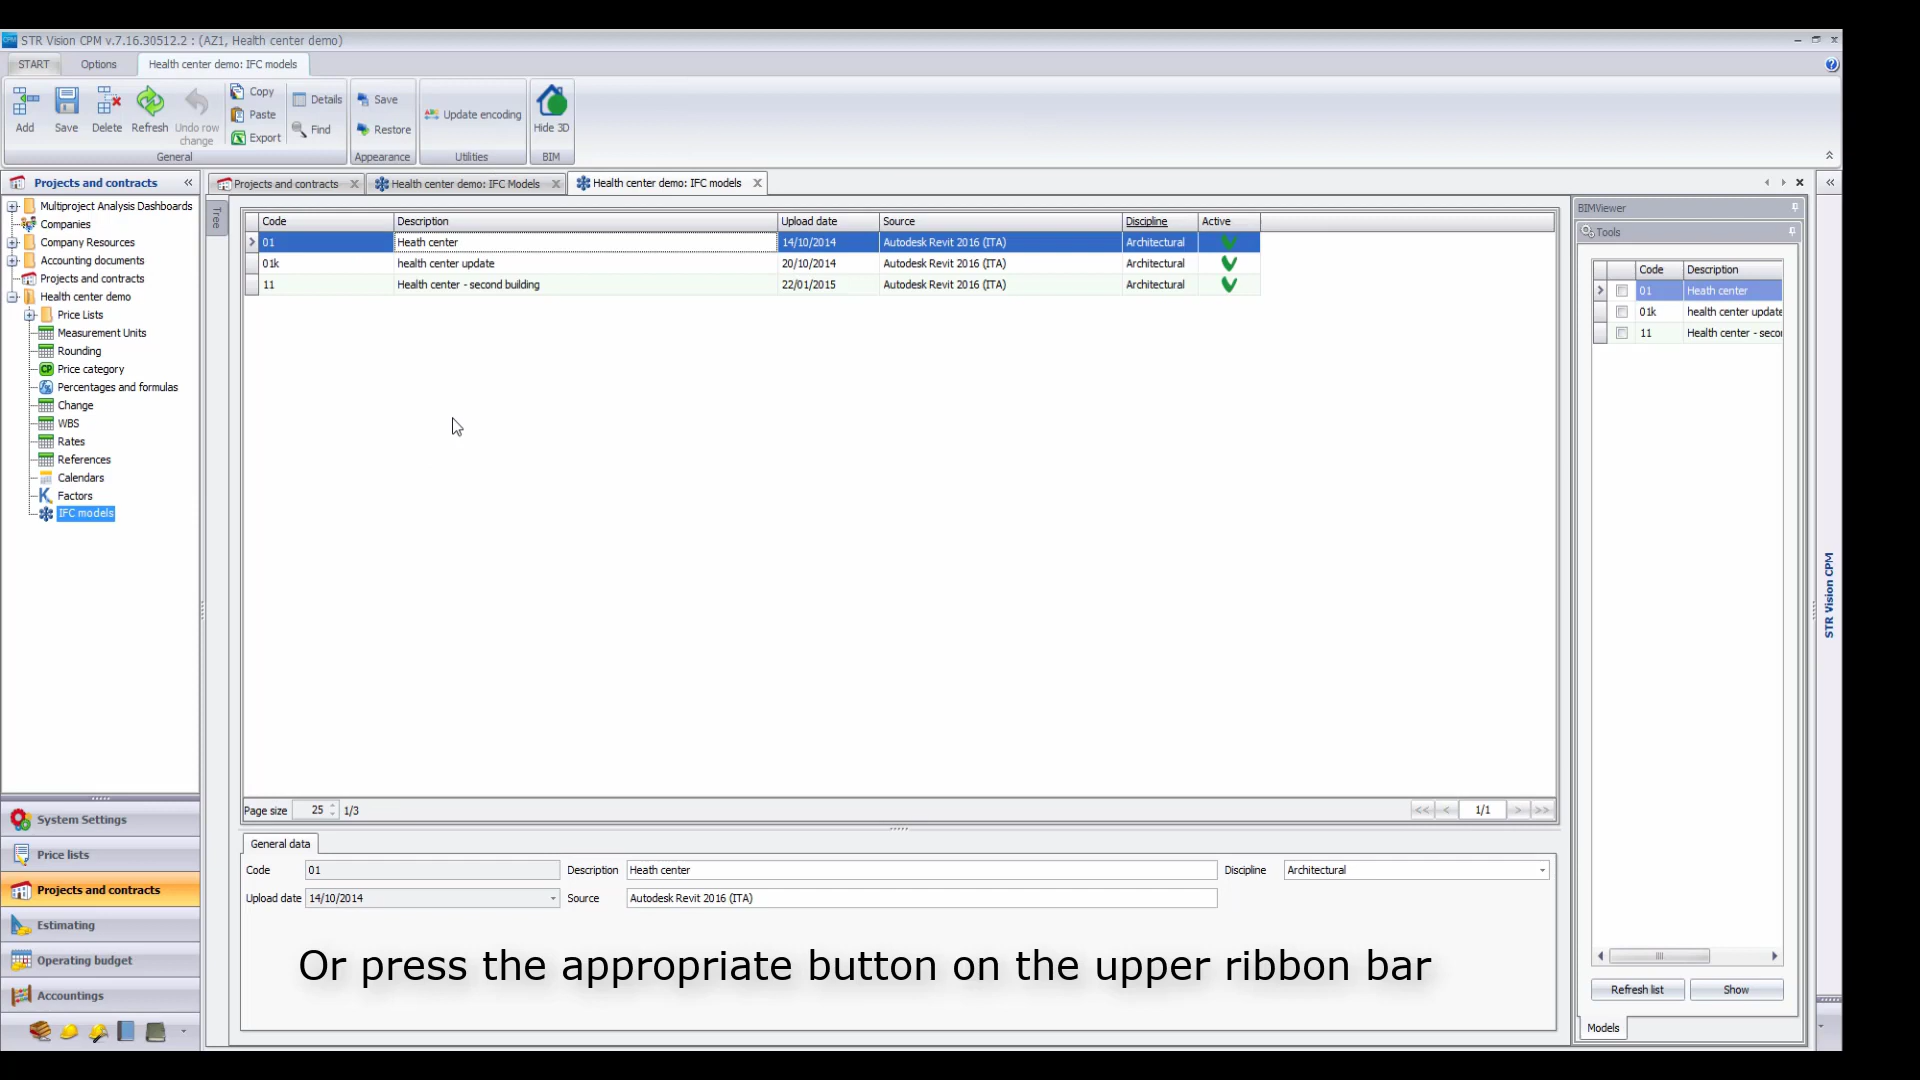 STR Vision CPM v.7.16.30512.2 : (AZ1, Health center demo)
START Options Health center demo: IFC models
Add Save Delete Refresh Undo row change Copy Paste Export Details Find
Save Restore Update encoding Hide 3D
General Appearance Utilities BIM
Projects and contracts
Multiproject Analysis Dashboards
Companies
Company Resources
Accounting documents
Projects and contracts
Health center demo
Price Lists
Measurement Units
Rounding
Price category
Percentages and formulas
Change
WBS
Rates
References
Calendars
Factors
IFC models
System Settings
Price lists
Projects and contracts
Estimating
Operating budget
Accountings
Projects and contracts Health center demo: IFC Models Health center demo: IFC models
Tree
Code Description Upload date Source Discipline Active
01 Heath center 14/10/2014 Autodesk Revit 2016 (ITA) Architectural
01k health center update 20/10/2014 Autodesk Revit 2016 (ITA) Architectural
11 Health center - second building 22/01/2015 Autodesk Revit 2016 (ITA) Architectural
Page size 25 1/3
<< < 1/1 > >>
General data
Code 01 Description Heath center Discipline Architectural
Upload date 14/10/2014 Source Autodesk Revit 2016 (ITA)
Or press the appropriate button on the upper ribbon bar
BIMViewer
Tools
Code Description
01 Heath center
01k health center update
11 Health center - seco
Refresh list Show
Models
STR Vision CPM